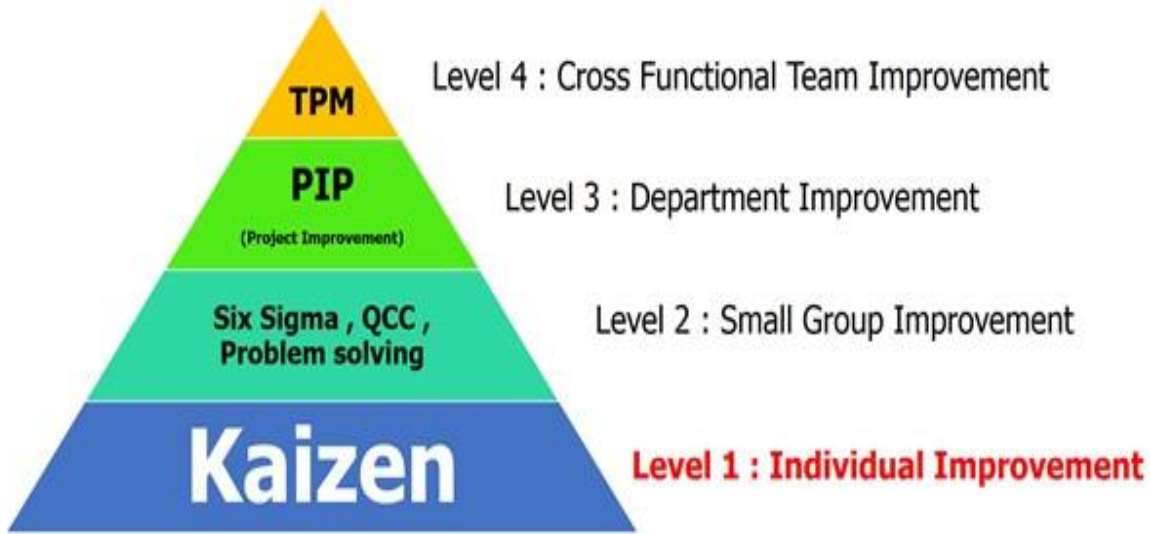 TPM
Level 4 : Cross Functional Team Improvement
PIP
(Project Improvement)
Level 3 : Department Improvement
Six Sigma , QCC ,
Problem solving
Level 2 : Small Group Improvement
Kaizen
Level 1 : Individual Improvement